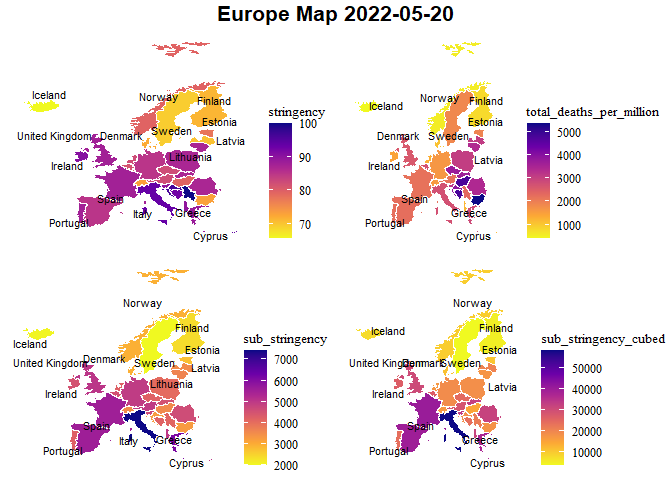 Europe Map 2022-05-20
Iceland
Norway
Finland
Estonia
United Kingdom
Denmark
Sweden
Latvia
Ireland
Lithuania
Spain
Portugal
Italy
Greece
Cyprus
stringency
100
90
80
70
Iceland
Norway
Finland
Estonia
Denmark
Sweden
Latvia
Ireland
Spain
Portugal
Greece
Cyprus
total_deaths_per_million
5000
4000
3000
2000
1000
Norway
Iceland
Finland
Estonia
United Kingdom
Denmark
Sweden
Latvia
Ireland
Lithuania
Spain
Portugal
Italy
Greece
Cyprus
sub_stringency
7000
6000
5000
4000
3000
2000
Norway
Iceland
Finland
Estonia
United Kingdom
Denmark
Sweden
Latvia
Ireland
Spain
Portugal
Greece
Cyprus
sub_stringency_cubed
50000
40000
30000
20000
10000